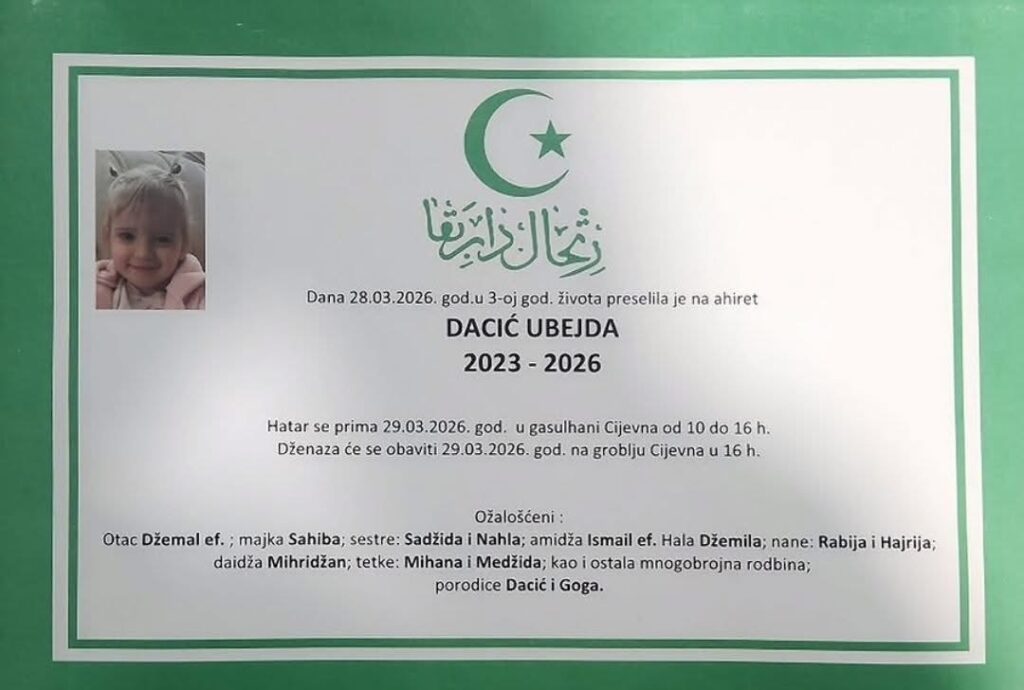 Dana 28.03.2026. god.u 3-oj god. života preselila je na ahiret
DACIĆ UBEJDA
2023 - 2026
Hatar se prima 29.03.2026. god. u gasulhani Cijevna od 10 do 16 h.
Dženaza će se obaviti 29.03.2026. god. na groblju Cijevna u 16 h.
Ožalošćeni :
Otac Džemal ef. ; majka Sahiba; sestre: Sadžida i Nahla; amidža Ismail ef. Hala Džemila; nane: Rabija i Hajrija;
daidža Mihridžan; tetke: Mihana i Medžida; kao i ostala mnogobrojna rodbina;
porodice Dacić i Goga.